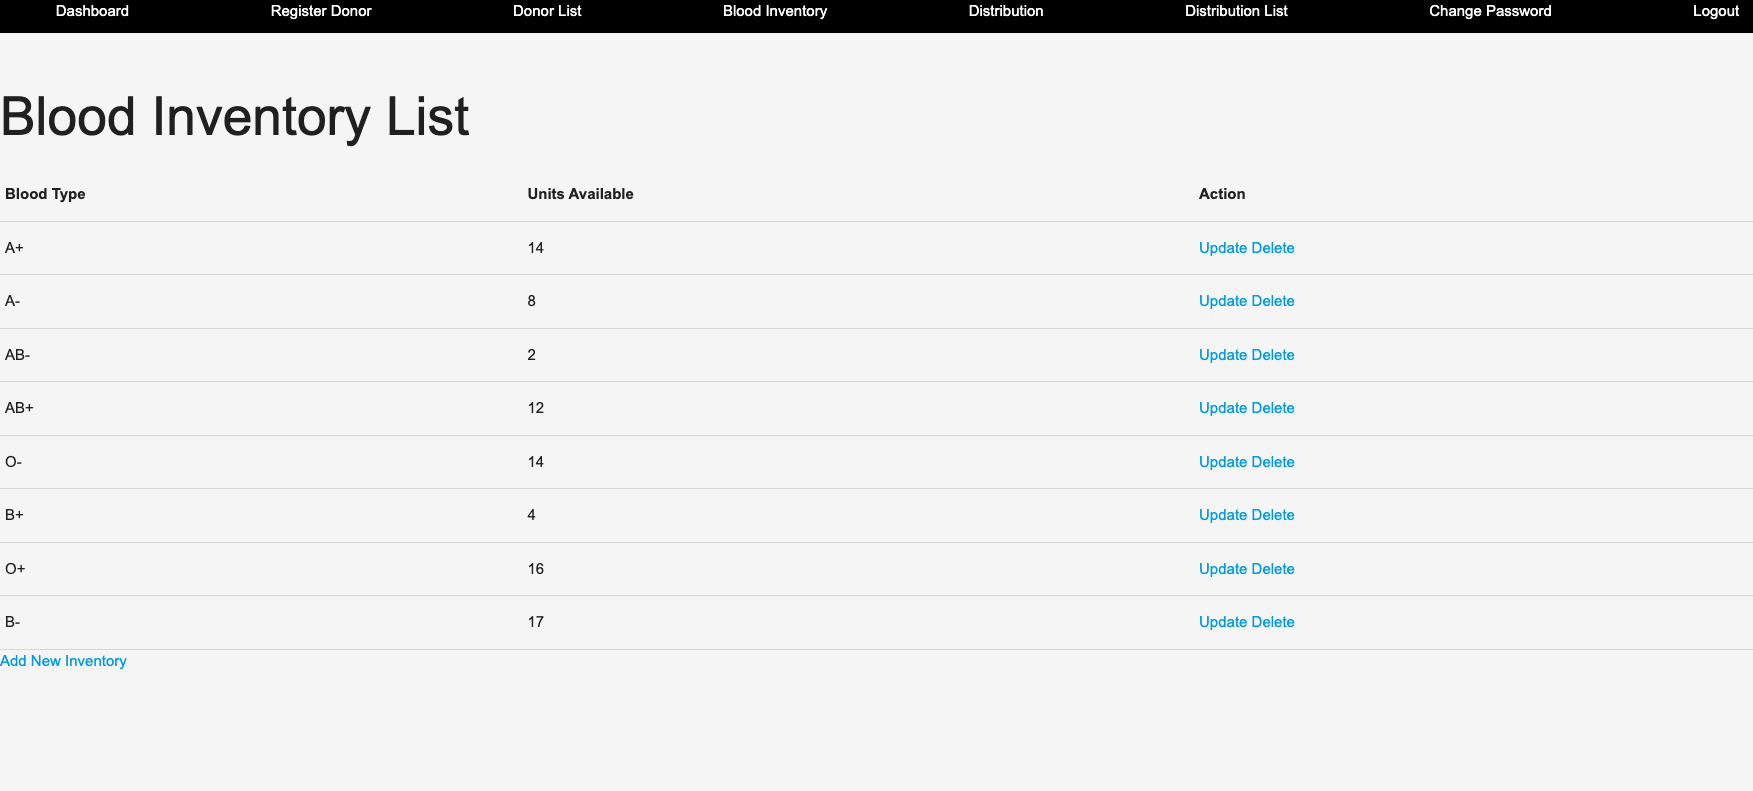 Dashboard Register Donor Donor List Blood Inventory Distribution Distribution List Change Password Logout
Blood Inventory List
Blood Type Units Available Action
A+ 14 Update Delete
A- 8 Update Delete
AB- 2 Update Delete
AB+ 12 Update Delete
O- 14 Update Delete
B+ 4 Update Delete
O+ 16 Update Delete
B- 17 Update Delete
Add New Inventory